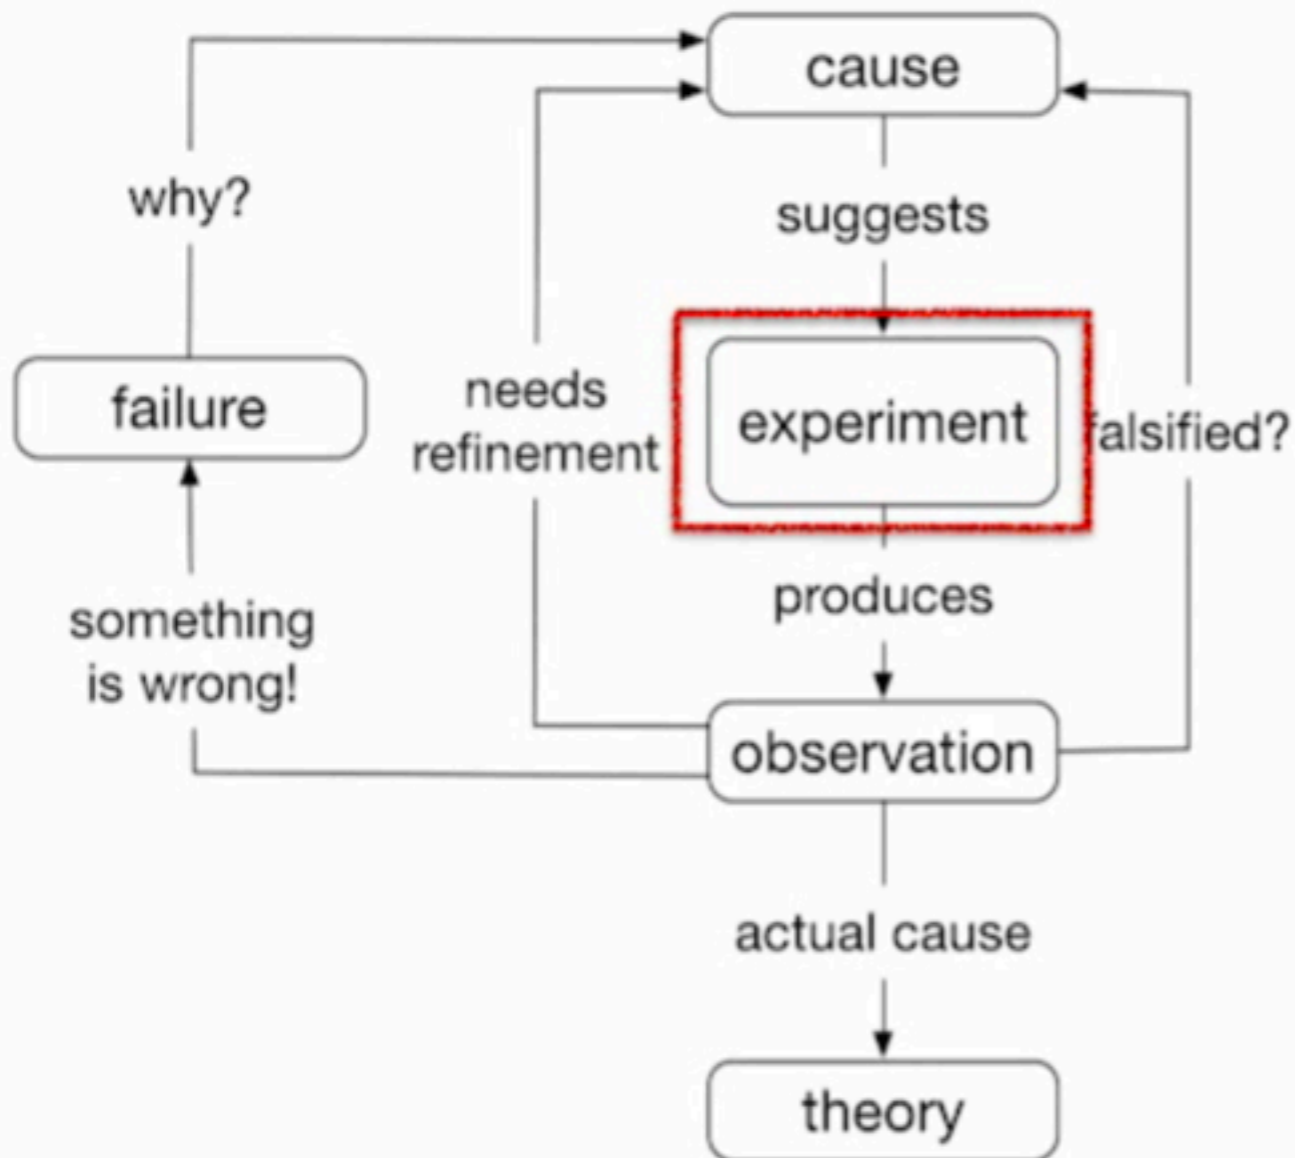 cause
why?
suggests
failure
needs
refinement
experiment
falsified?
something
is wrong!
produces
observation
actual cause
theory